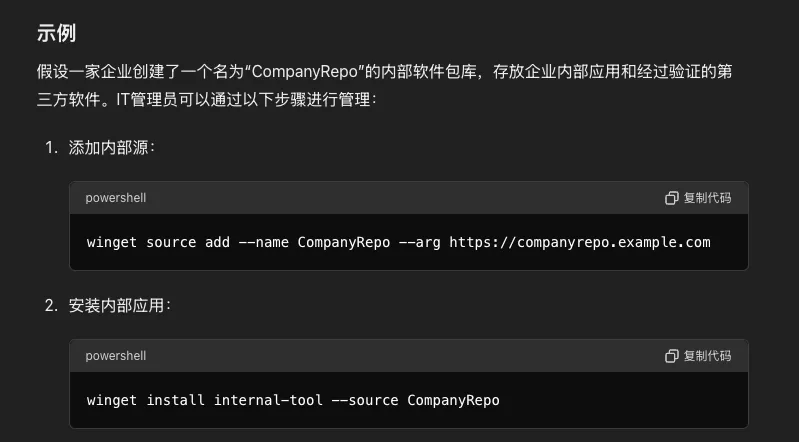 示例
假设一家企业创建了一个名为“CompanyRepo”的内部软件包库，存放企业内部应用和经过验证的第
三方软件。IT管理员可以通过以下步骤进行管理：
1. 添加内部源：
powershell 复制代码
winget source add --name CompanyRepo --arg https://companyrepo.example.com
2. 安装内部应用：
powershell 复制代码
winget install internal-tool --source CompanyRepo